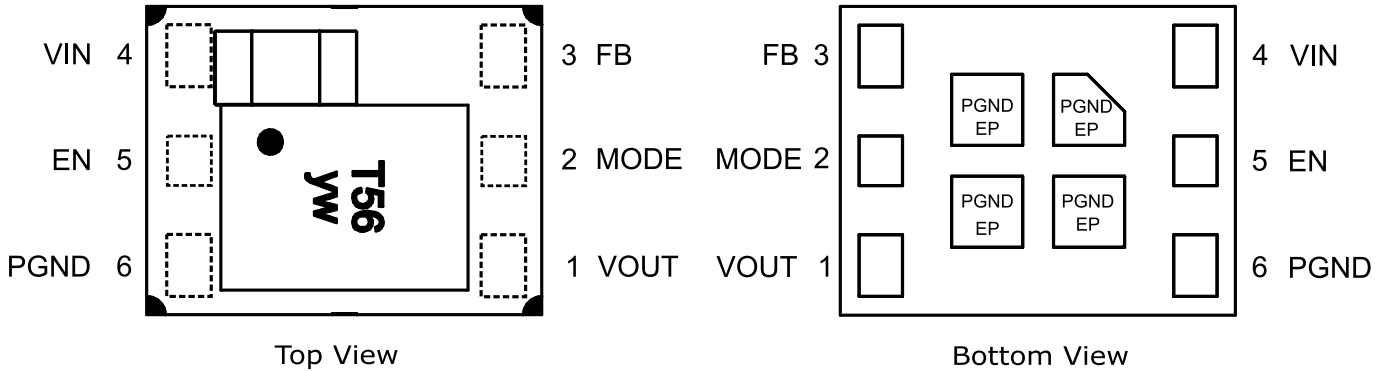 VIN 4
3 FB
EN 5
2 MODE
PGND 6
1 VOUT
T56
yw
Top View
FB 3
4 VIN
MODE 2
5 EN
VOUT 1
6 PGND
PGND
EP
PGND
EP
PGND
EP
PGND
EP
Bottom View